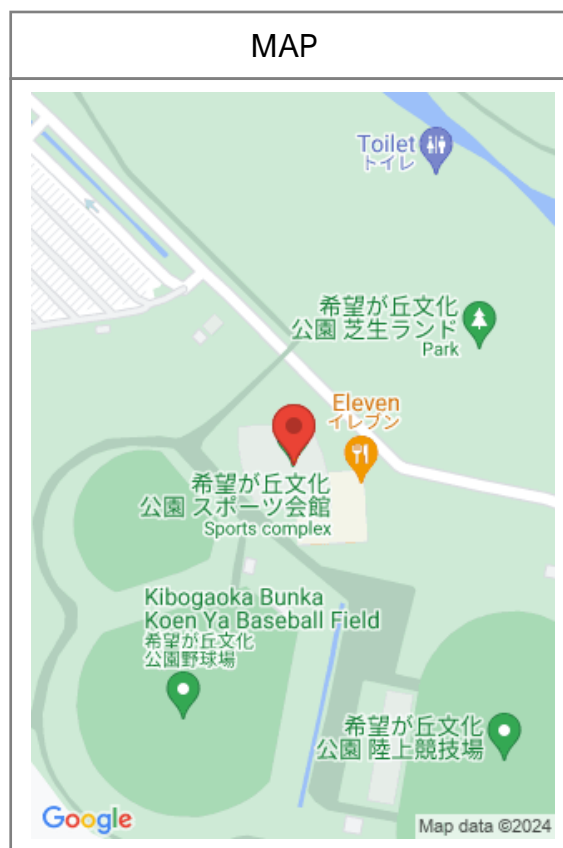 MAP
Toilet
トイレ
希望が丘文化
公園 芝生ランド
Park
Eleven
イレブン
希望が丘文化
公園 スポーツ会館
Sports complex
Kibogaoka Bunka
Koen Ya Baseball Field
希望が丘文化
公園野球場
希望が丘文化
公園 陸上競技場
Google
Map data ©2024